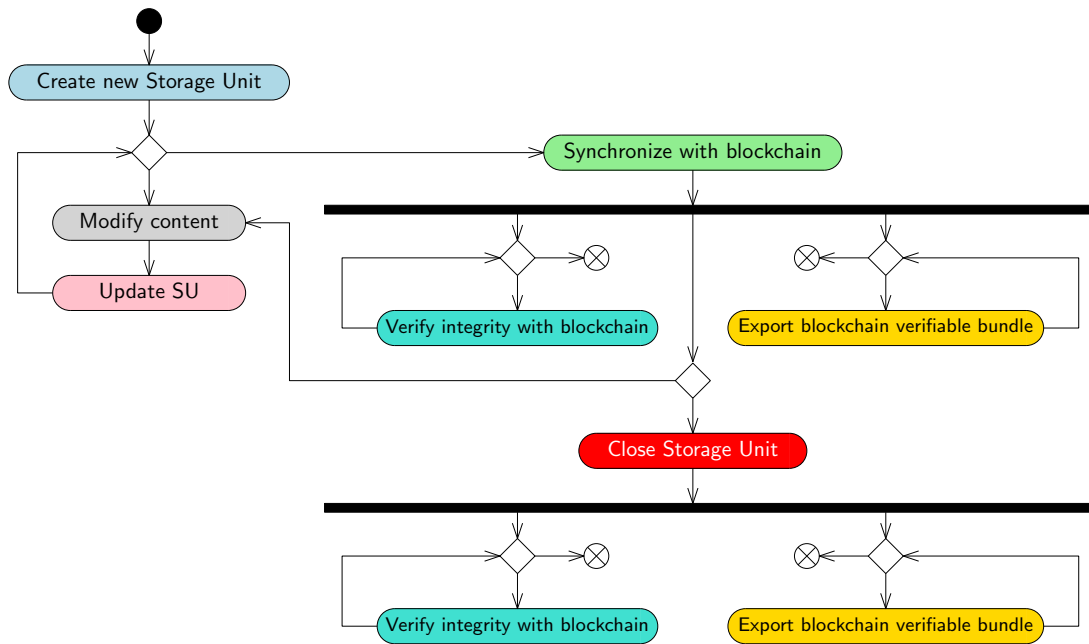 Create new Storage Unit
Synchronize with blockchain
Modify content
Update SU
Verify integrity with blockchain
Export blockchain verifiable bundle
Close Storage Unit
Verify integrity with blockchain
Export blockchain verifiable bundle